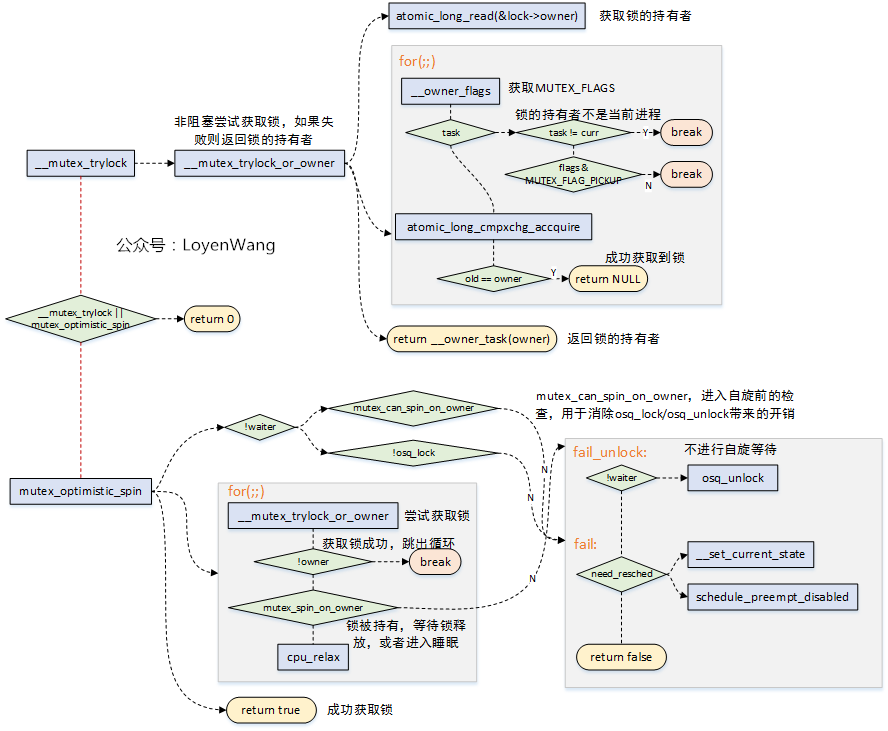 atomic_long_read(&lock->owner)
获取锁的持有者
for(;;)
__owner_flags
获取MUTEX_FLAGS
锁的持有者不是当前进程
task
task != curr
Y
break
flags &
MUTEX_FLAG_PICKUP
N
break
非阻塞尝试获取锁，如果失
败则返回锁的持有者
__mutex_trylock
__mutex_trylock_or_owner
atomic_long_cmpxchg_accquire
成功获取到锁
old == owner
Y
return NULL
公众号：LoyenWang
__mutex_trylock ||
mutex_optimistic_spin
return 0
return __owner_task(owner)
返回锁的持有者
mutex_can_spin_on_owner，进入自旋前的检
查，用于消除osq_lock/osq_unlock带来的开销
!waiter
mutex_can_spin_on_owner
!osq_lock
N
N
mutex_optimistic_spin
for(;;)
__mutex_trylock_or_owner
尝试获取锁
获取锁成功，跳出循环
!owner
break
mutex_spin_on_owner
N
锁被持有，等待锁释
放，或者进入睡眠
cpu_relax
return true
成功获取锁
fail_unlock:
不进行自旋等待
!waiter
osq_unlock
fail:
need_resched
__set_current_state
schedule_preempt_disabled
return false